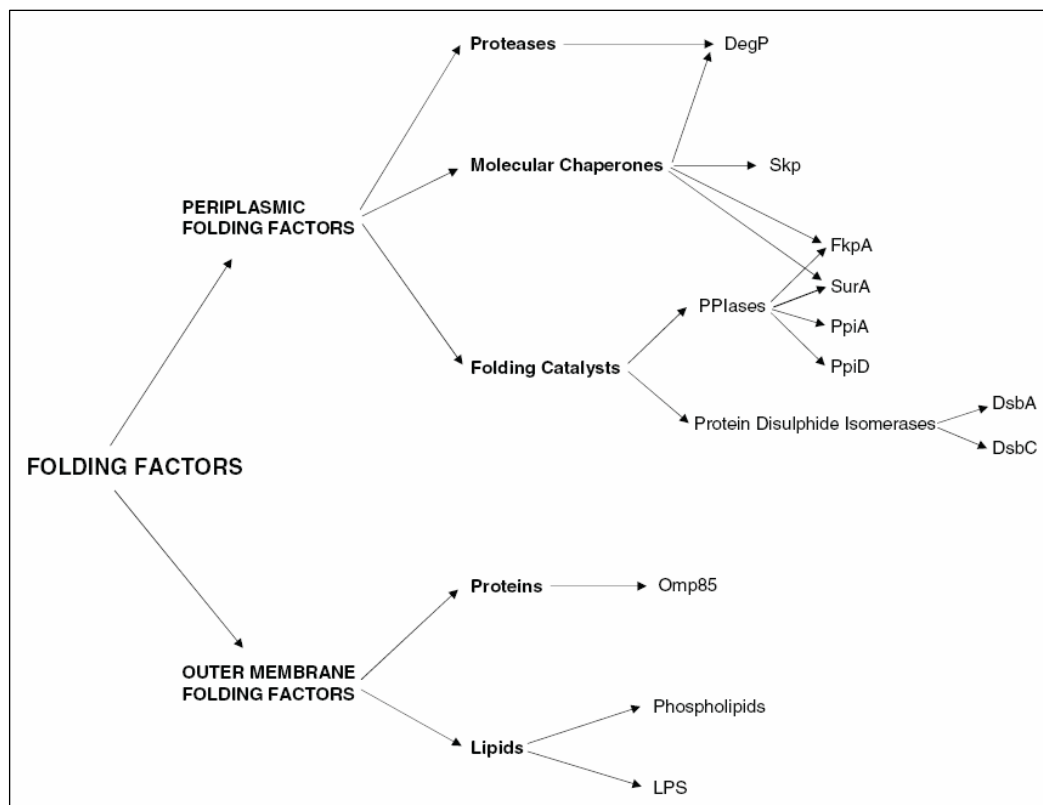 Proteases
DegP
Molecular Chaperones
Skp
PERIPLASMIC
FOLDING FACTORS
FkpA
SurA
PPIases
PpiA
PpiD
Folding Catalysts
DsbA
Protein Disulphide Isomerases
DsbC
FOLDING FACTORS
Proteins
Omp85
OUTER MEMBRANE
FOLDING FACTORS
Phospholipids
Lipids
LPS